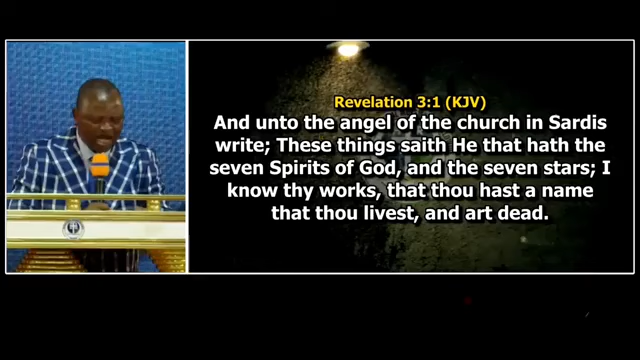 Revelation 3:1 (KJV)
And unto the angel of the church in Sardis
write; These things saith He that hath the
seven Spirits of God, and the seven stars; I
know thy works, that thou hast a name
that thou livest, and art dead.